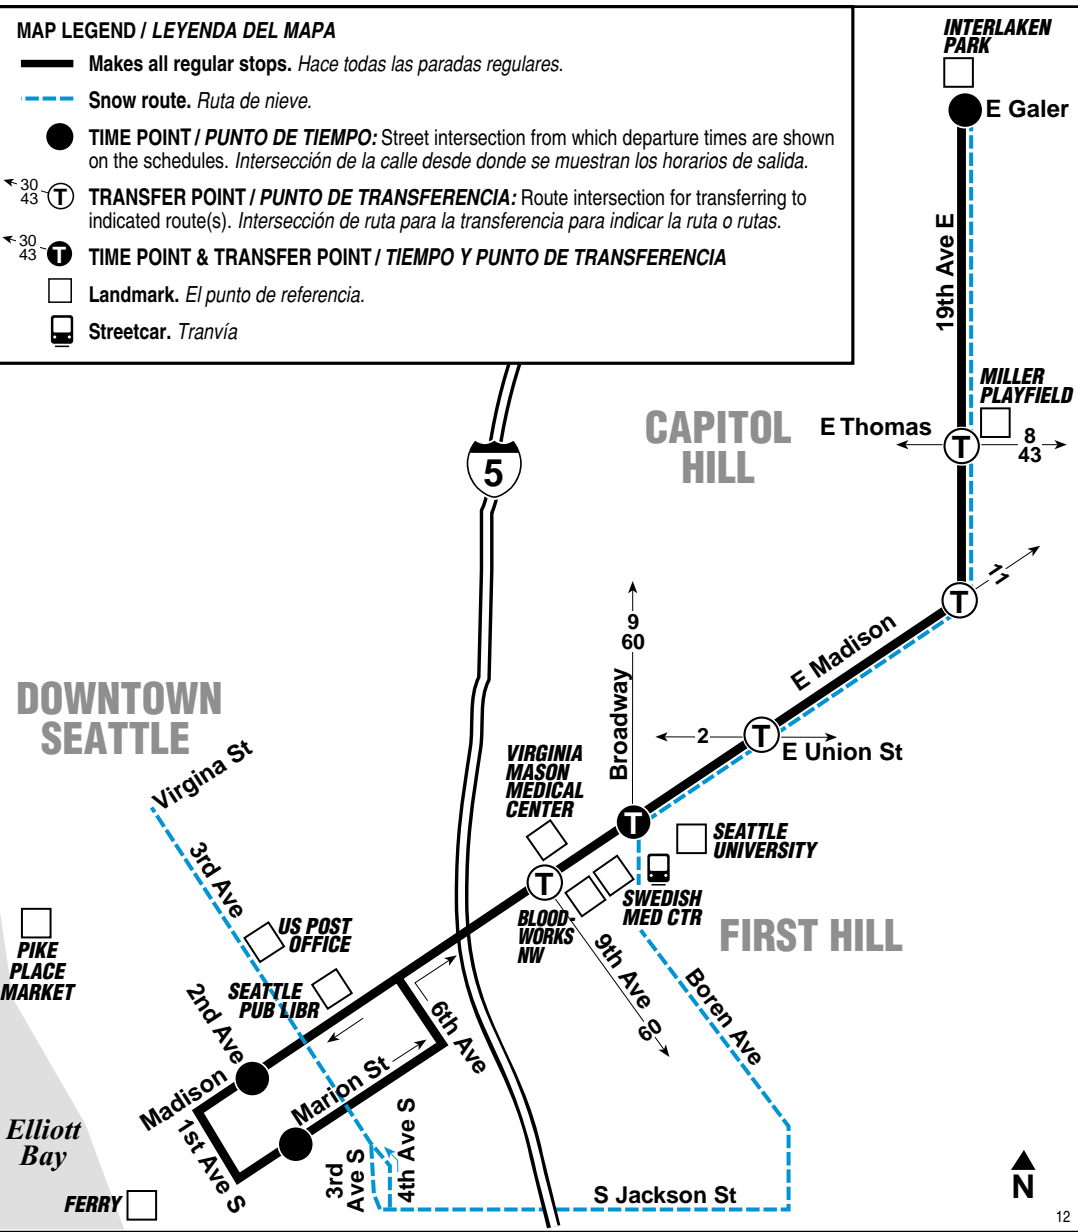 MAP LEGEND / LEYENDA DEL MAPA
Makes all regular stops. Hace todas las paradas regulares.
Snow route. Ruta de nieve.
TIME POINT / PUNTO DE TIEMPO: Street intersection from which departure times are shown
on the schedules. Intersección de la calle desde donde se muestran los horarios de salida.
30
43
T
TRANSFER POINT / PUNTO DE TRANSFERENCIA: Route intersection for transferring to
indicated route(s). Intersección de ruta para la transferencia para indicar la ruta o rutas.
30
43
T
TIME POINT & TRANSFER POINT / TIEMPO Y PUNTO DE TRANSFERENCIA
Landmark. El punto de referencia.
Streetcar. Tranvía
INTERLAKEN
PARK
E Galer
19th Ave E
MILLER
PLAYFIELD
E Thomas
T
8
43
CAPITOL
HILL
5
11
T
E Madison
9
60
Broadway
2
T
E Union St
DOWNTOWN
SEATTLE
Virgina St
VIRGINIA
MASON
MEDICAL
CENTER
T
SEATTLE
UNIVERSITY
3rd Ave
T
SWEDISH
MED CTR
BLOOD-
WORKS
NW
FIRST HILL
US POST
OFFICE
PIKE
PLACE
MARKET
9th Ave
60
Boren Ave
SEATTLE
PUB LIBR
2nd Ave
6th Ave
Madison
Marion St
1st Ave S
Elliott
Bay
3rd
Ave S
4th Ave S
S Jackson St
FERRY
N
12